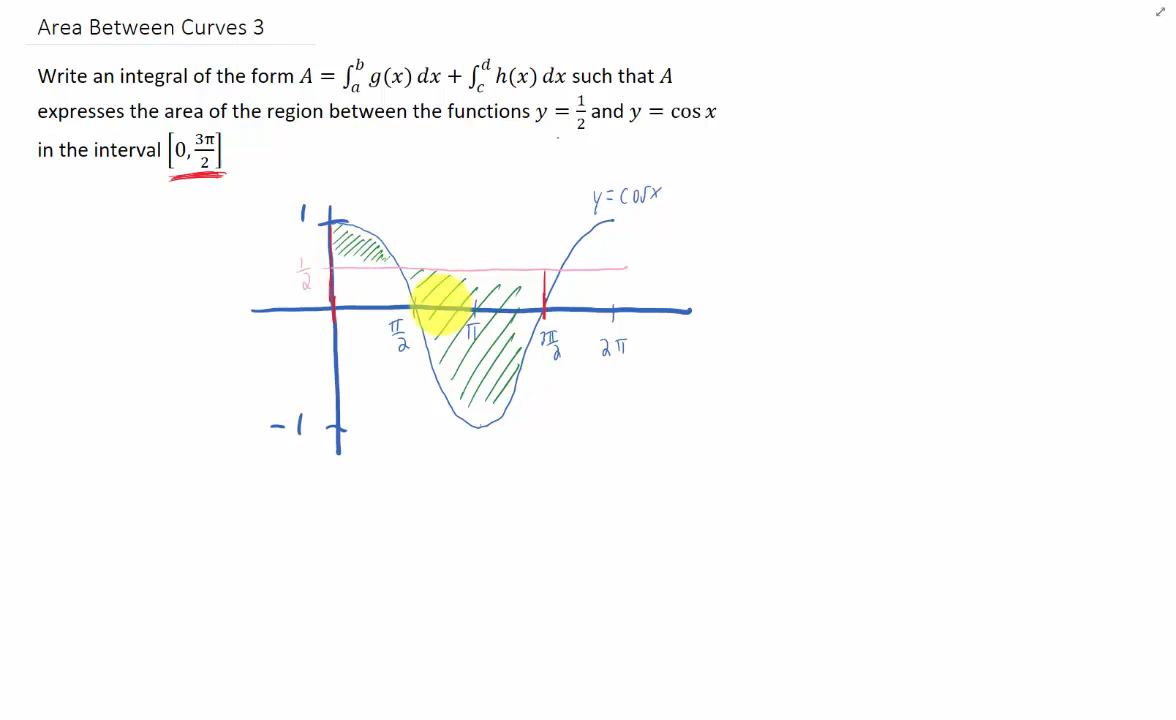 Area Between Curves 3
Write an integral of the form A = ∫_a^b g(x) dx + ∫_c^d h(x) dx such that A
expresses the area of the region between the functions y = 1/2 and y = cos x
in the interval [0, 3π/2]
y = cos x
1
1/2
π/2
π
3π/2
2π
-1